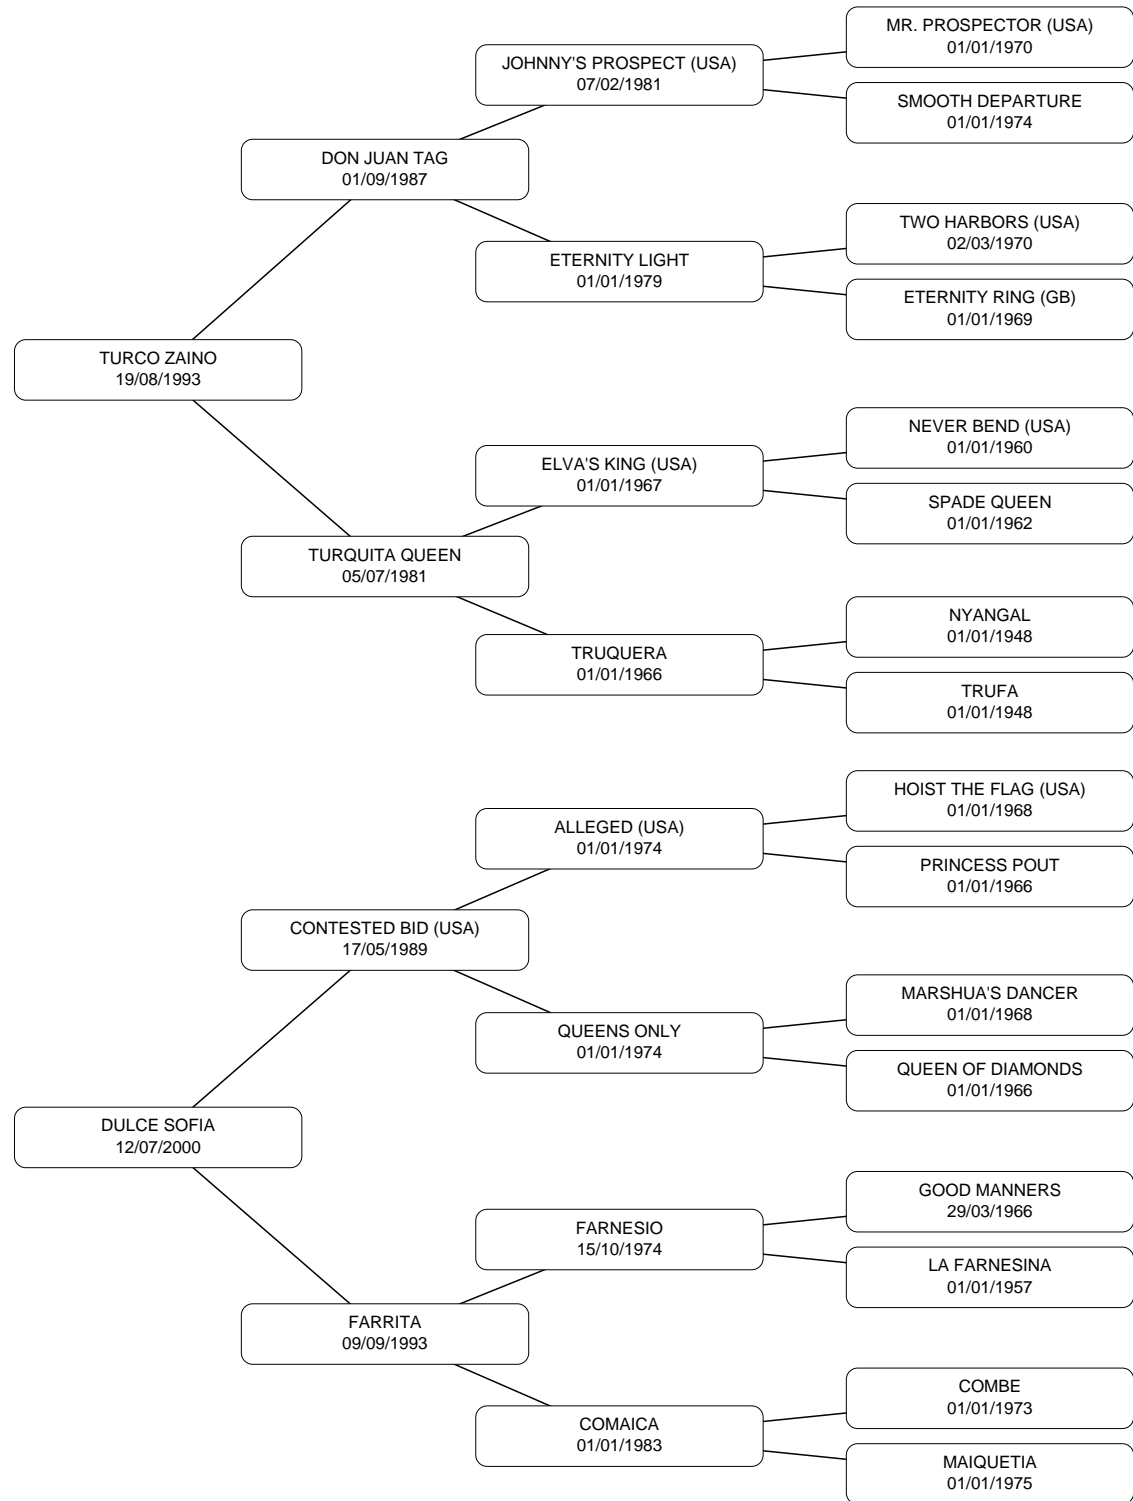 MR. PROSPECTOR (USA)
01/01/1970
JOHNNY'S PROSPECT (USA)
07/02/1981
SMOOTH DEPARTURE
01/01/1974
DON JUAN TAG
01/09/1987
TWO HARBORS (USA)
02/03/1970
ETERNITY LIGHT
01/01/1979
ETERNITY RING (GB)
01/01/1969
TURCO ZAINO
19/08/1993
NEVER BEND (USA)
01/01/1960
ELVA'S KING (USA)
01/01/1967
SPADE QUEEN
01/01/1962
TURQUITA QUEEN
05/07/1981
NYANGAL
01/01/1948
TRUQUERA
01/01/1966
TRUFA
01/01/1948
HOIST THE FLAG (USA)
01/01/1968
ALLEGED (USA)
01/01/1974
PRINCESS POUT
01/01/1966
CONTESTED BID (USA)
17/05/1989
MARSHUA'S DANCER
01/01/1968
QUEENS ONLY
01/01/1974
QUEEN OF DIAMONDS
01/01/1966
DULCE SOFIA
12/07/2000
GOOD MANNERS
29/03/1966
FARNESIO
15/10/1974
LA FARNESINA
01/01/1957
FARRITA
09/09/1993
COMBE
01/01/1973
COMAICA
01/01/1983
MAIQUETIA
01/01/1975